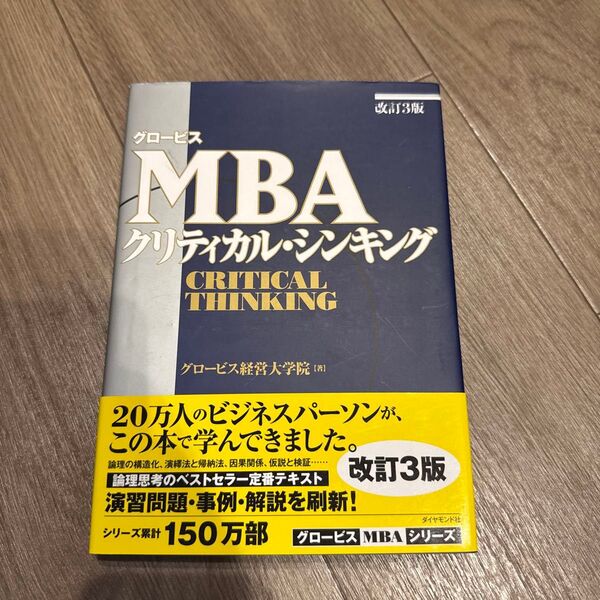 改訂3版
グロービス
MBA
クリティカル・シンキング
CRITICAL
THINKING
グロービス経営大学院 [著]
20万人のビジネスパーソンが、
この本で学んできました。
論理の構造化、演繹法と帰納法、因果関係、仮説と検証……
論理思考のベストセラー定番テキスト
改訂3版
演習問題・事例・解説を刷新!
ダイヤモンド社
シリーズ累計 150万部
グロービス MBA シリーズ